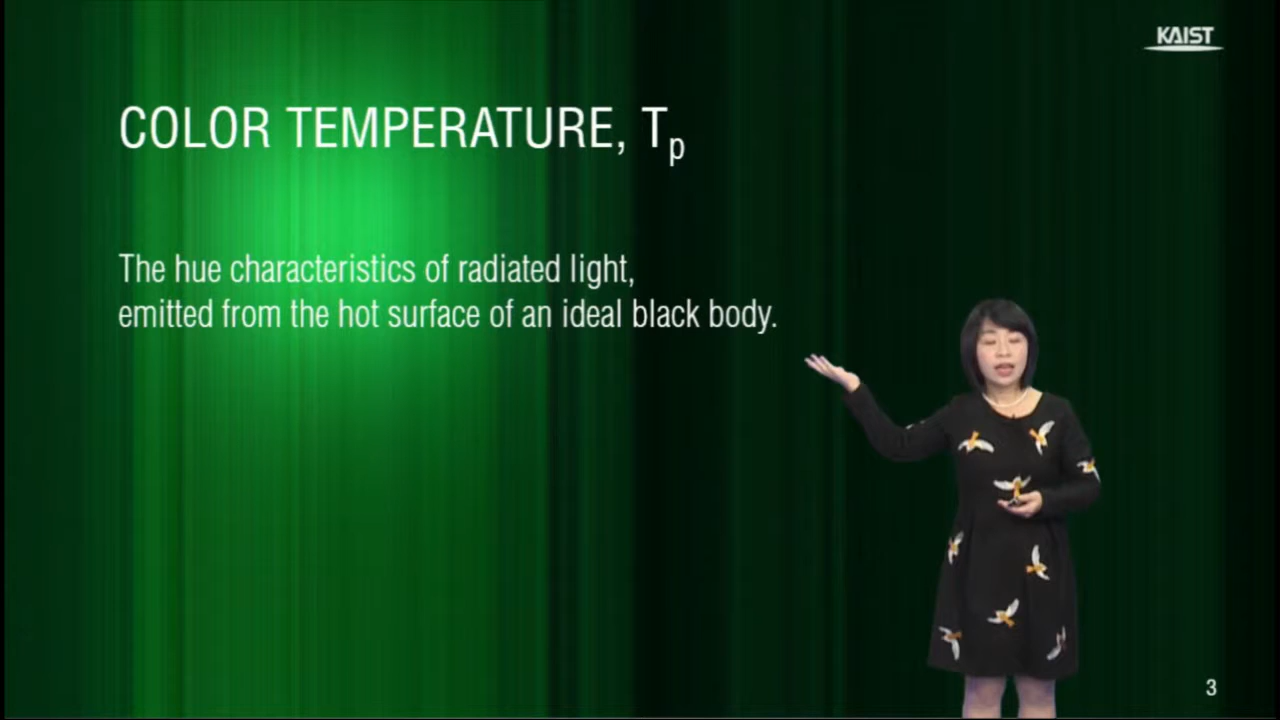 KAIST
COLOR TEMPERATURE, Tp
The hue characteristics of radiated light,
emitted from the hot surface of an ideal black body.
3